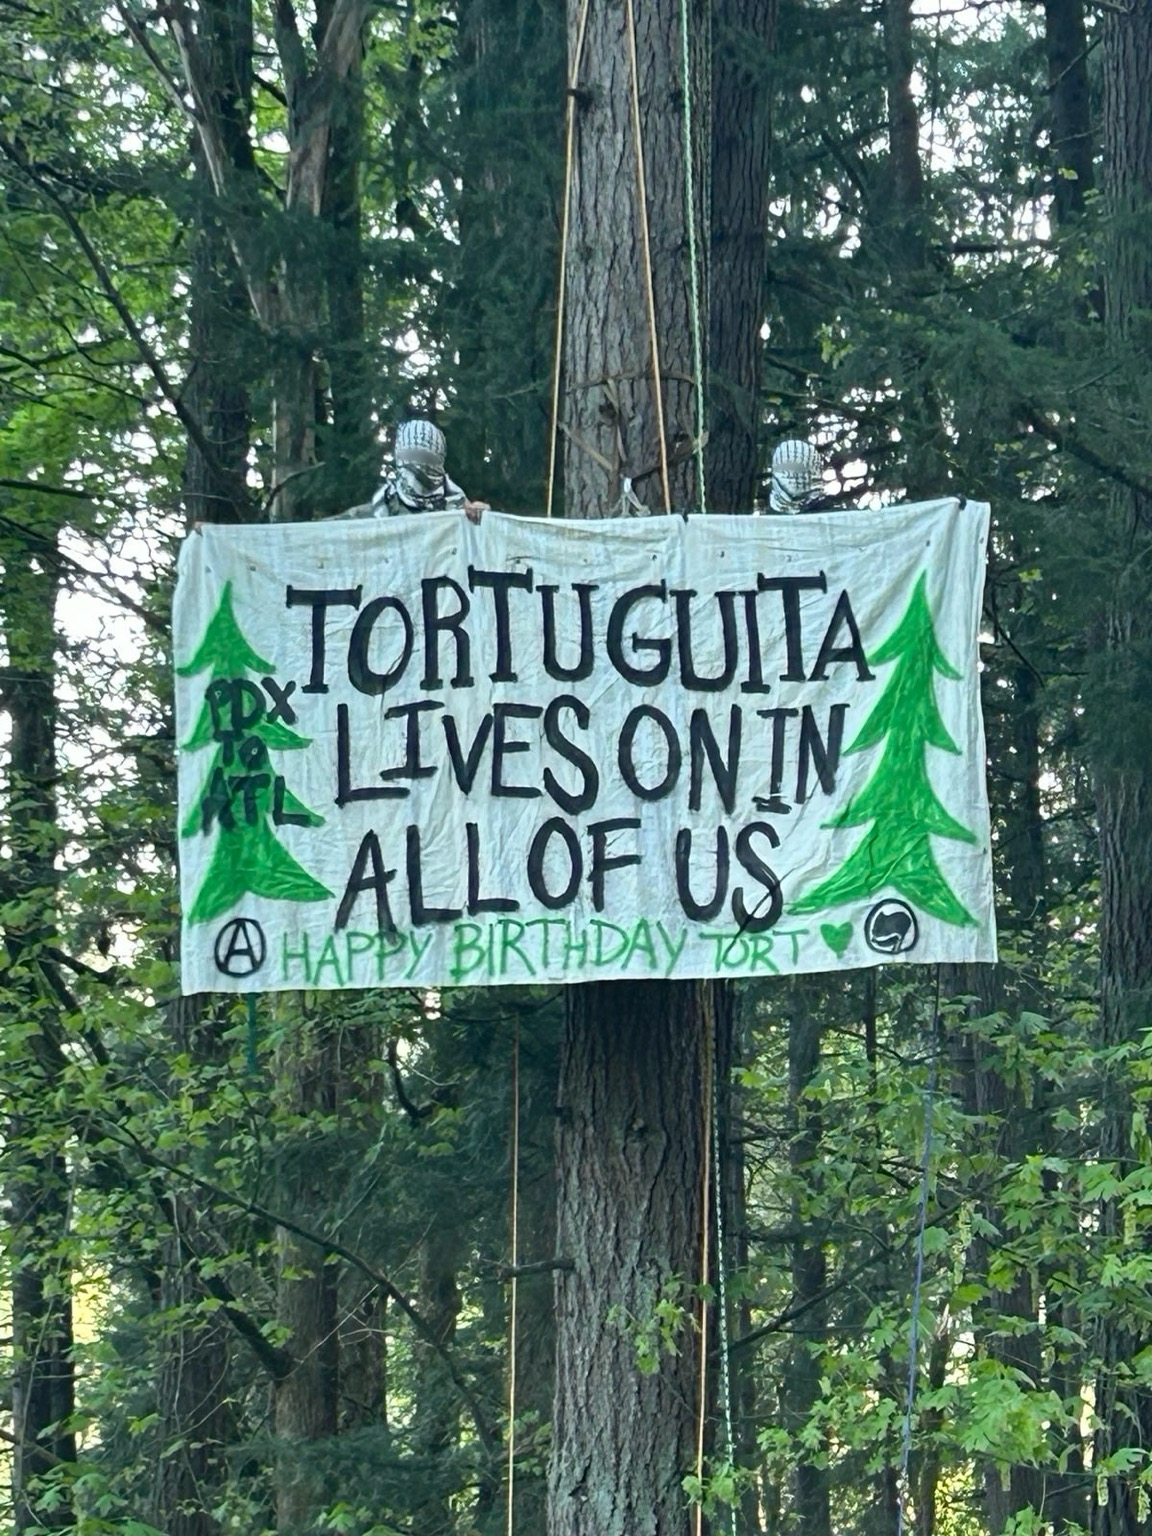 TORTUGUITA
LIVES ON IN
ALL OF US
PDX
TO
ATL
A
HAPPY BIRTHDAY TORT